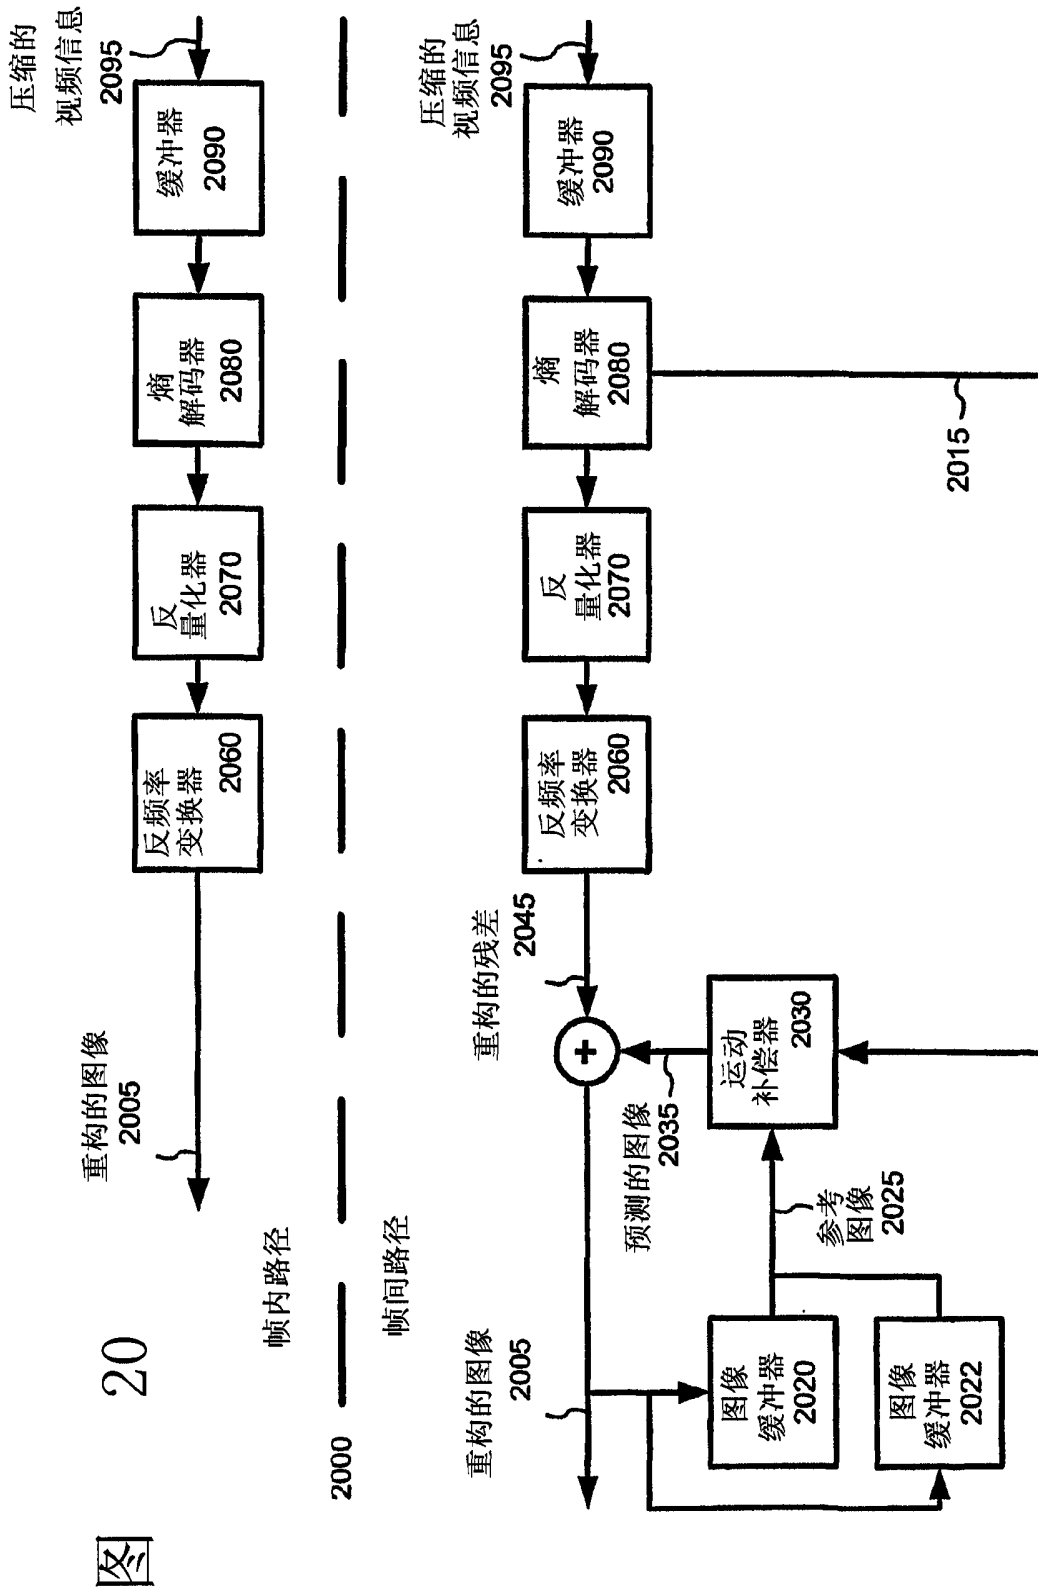 图 20
重构的图像
2005
反频率
变换器
2060
反
量化器
2070
熵
解码器
2080
缓冲器
2090
压缩的
视频信息
2095
帧内路径
2000
帧间路径
重构的图像
2005
重构的残差
2045
反频率
变换器
2060
反
量化器
2070
熵
解码器
2080
缓冲器
2090
压缩的
视频信息
2095
+
预测的图像
2035
运动
补偿器
2030
图像
缓冲器
2020
参考
图像
2025
图像
缓冲器
2022
2015